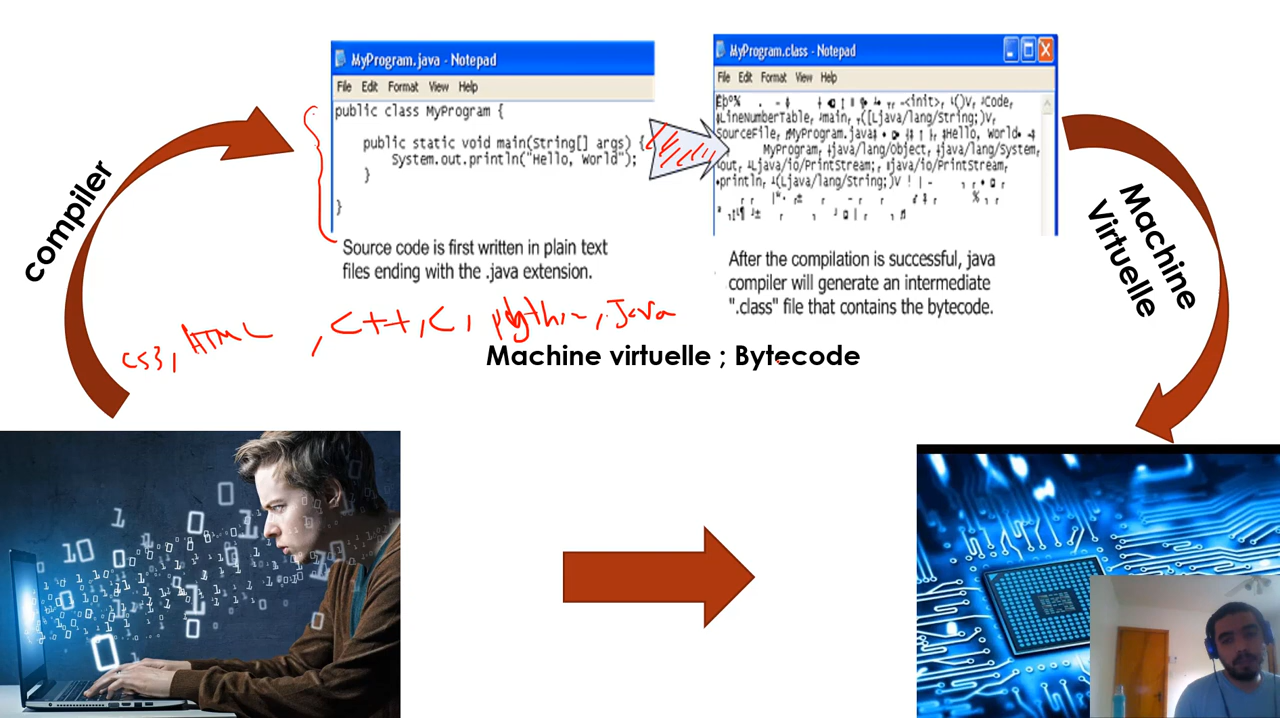 MyProgram.java - Notepad
File Edit Format View Help
public class MyProgram {
public static void main(String[] args) {
System.out.println("Hello, World");
}
}
Source code is first written in plain text
files ending with the .java extension.
MyProgram.class - Notepad
File Edit Format View Help
-<init>, ()V, Code,
LineNumberTable, main, ([Ljava/lang/String;)V,
SourceFile, MyProgram.java Hello, World
MyProgram, java/lang/Object, java/lang/System,
out, Ljava/io/PrintStream; java/io/PrintStream,
println, (Ljava/lang/String;)V
After the compilation is successful, java
compiler will generate an intermediate
".class" file that contains the bytecode.
compiler
Machine
Virtuelle
css3, HTML, C++, C, python, Java
Machine virtuelle ; Bytecode